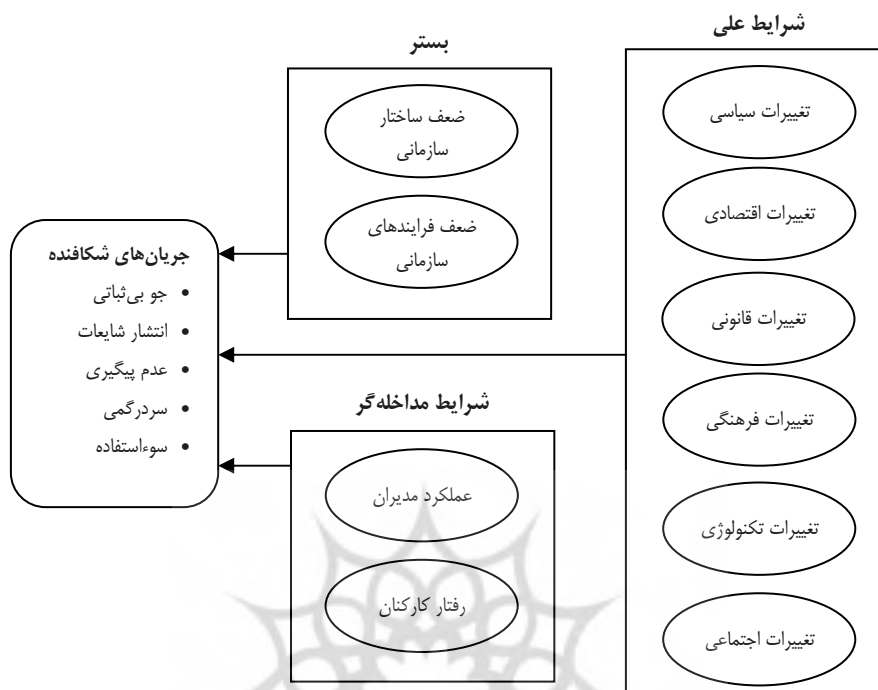 شرایط علی
تغییرات سیاسی
تغییرات اقتصادی
تغییرات قانونی
تغییرات فرهنگی
تغییرات تکنولوژی
تغییرات اجتماعی
بستر
ضعف ساختار
سازمانی
ضعف فرایندهای
سازمانی
شرایط مداخله‌گر
عملکرد مدیران
رفتار کارکنان
جریان‌های شکافنده
• جو بی‌ثباتی
• انتشار شایعات
• عدم پیگیری
• سردرگمی
• سوءاستفاده